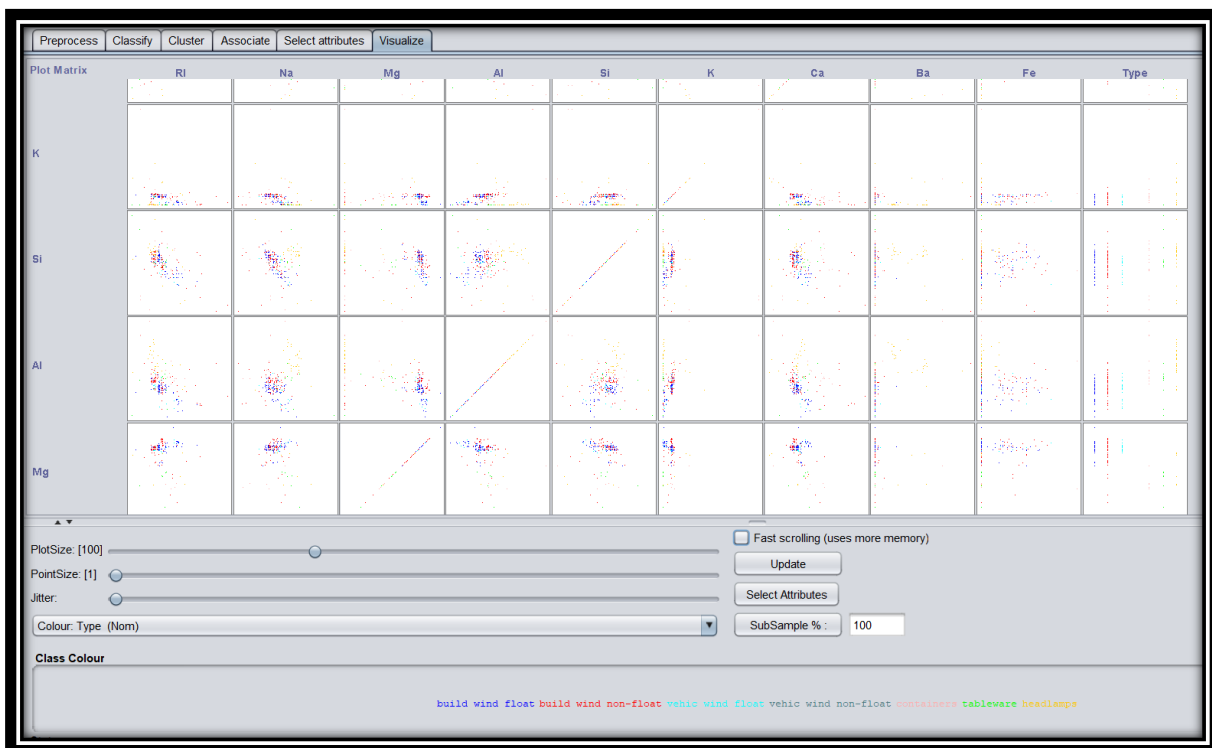 Preprocess Classify Cluster Associate Select attributes Visualize
Plot Matrix RI Na Mg Al Si K Ca Ba Fe Type
K
Si
Al
Mg
PlotSize: [100]
Fast scrolling (uses more memory)
Update
PointSize: [1]
Jitter:
Select Attributes
Colour: Type (Nom)
SubSample % : 100
Class Colour
build wind float build wind non-float vehic wind float vehic wind non-float containers tableware headlamps